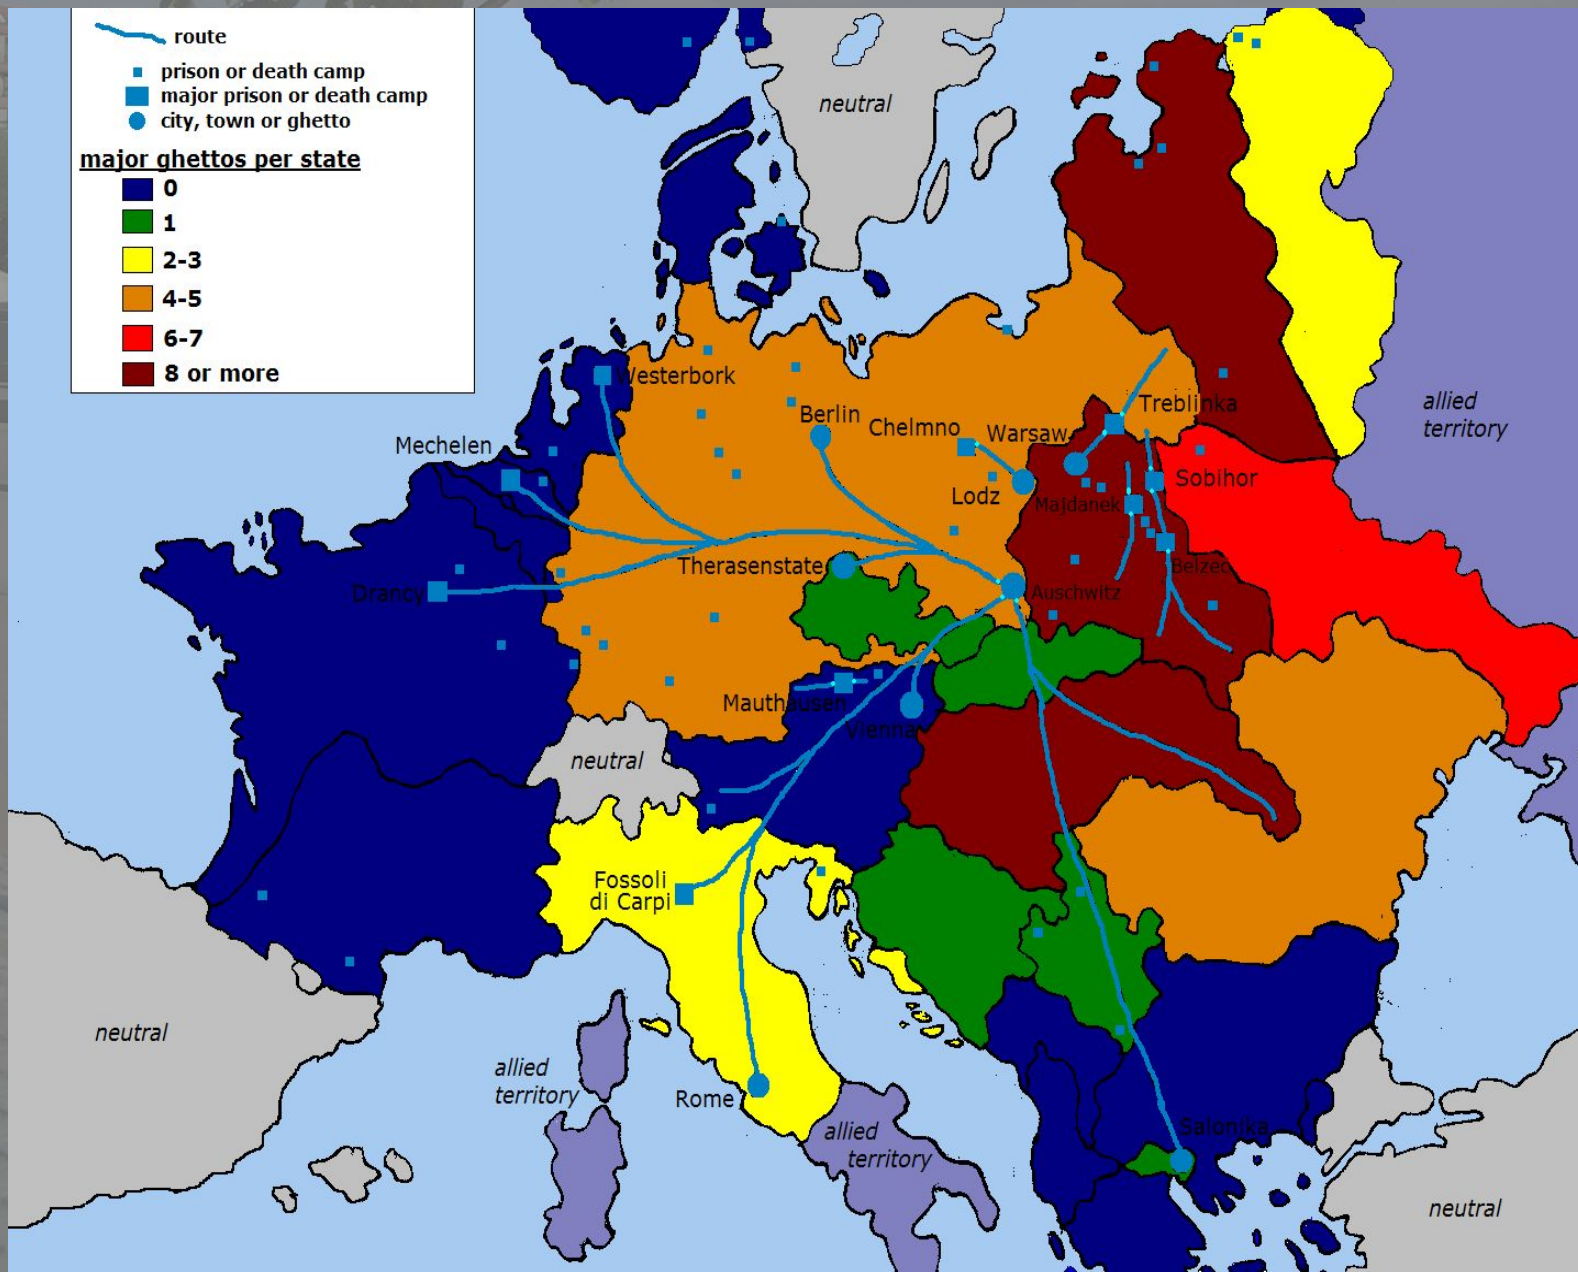 route
prison or death camp
major prison or death camp
city, town or ghetto
major ghettos per state
0
1
2-3
4-5
6-7
8 or more
neutral
allied
territory
Westerbork
Mechelen
Berlin
Chelmno
Warsaw
Treblinka
Lodz
Majdanek
Sobihor
Therasenstate
Belzec
Drancy
Auschwitz
Mauthausen
Vienna
neutral
Fossoli
di Carpi
neutral
allied
territory
Rome
allied
territory
Salonika
neutral